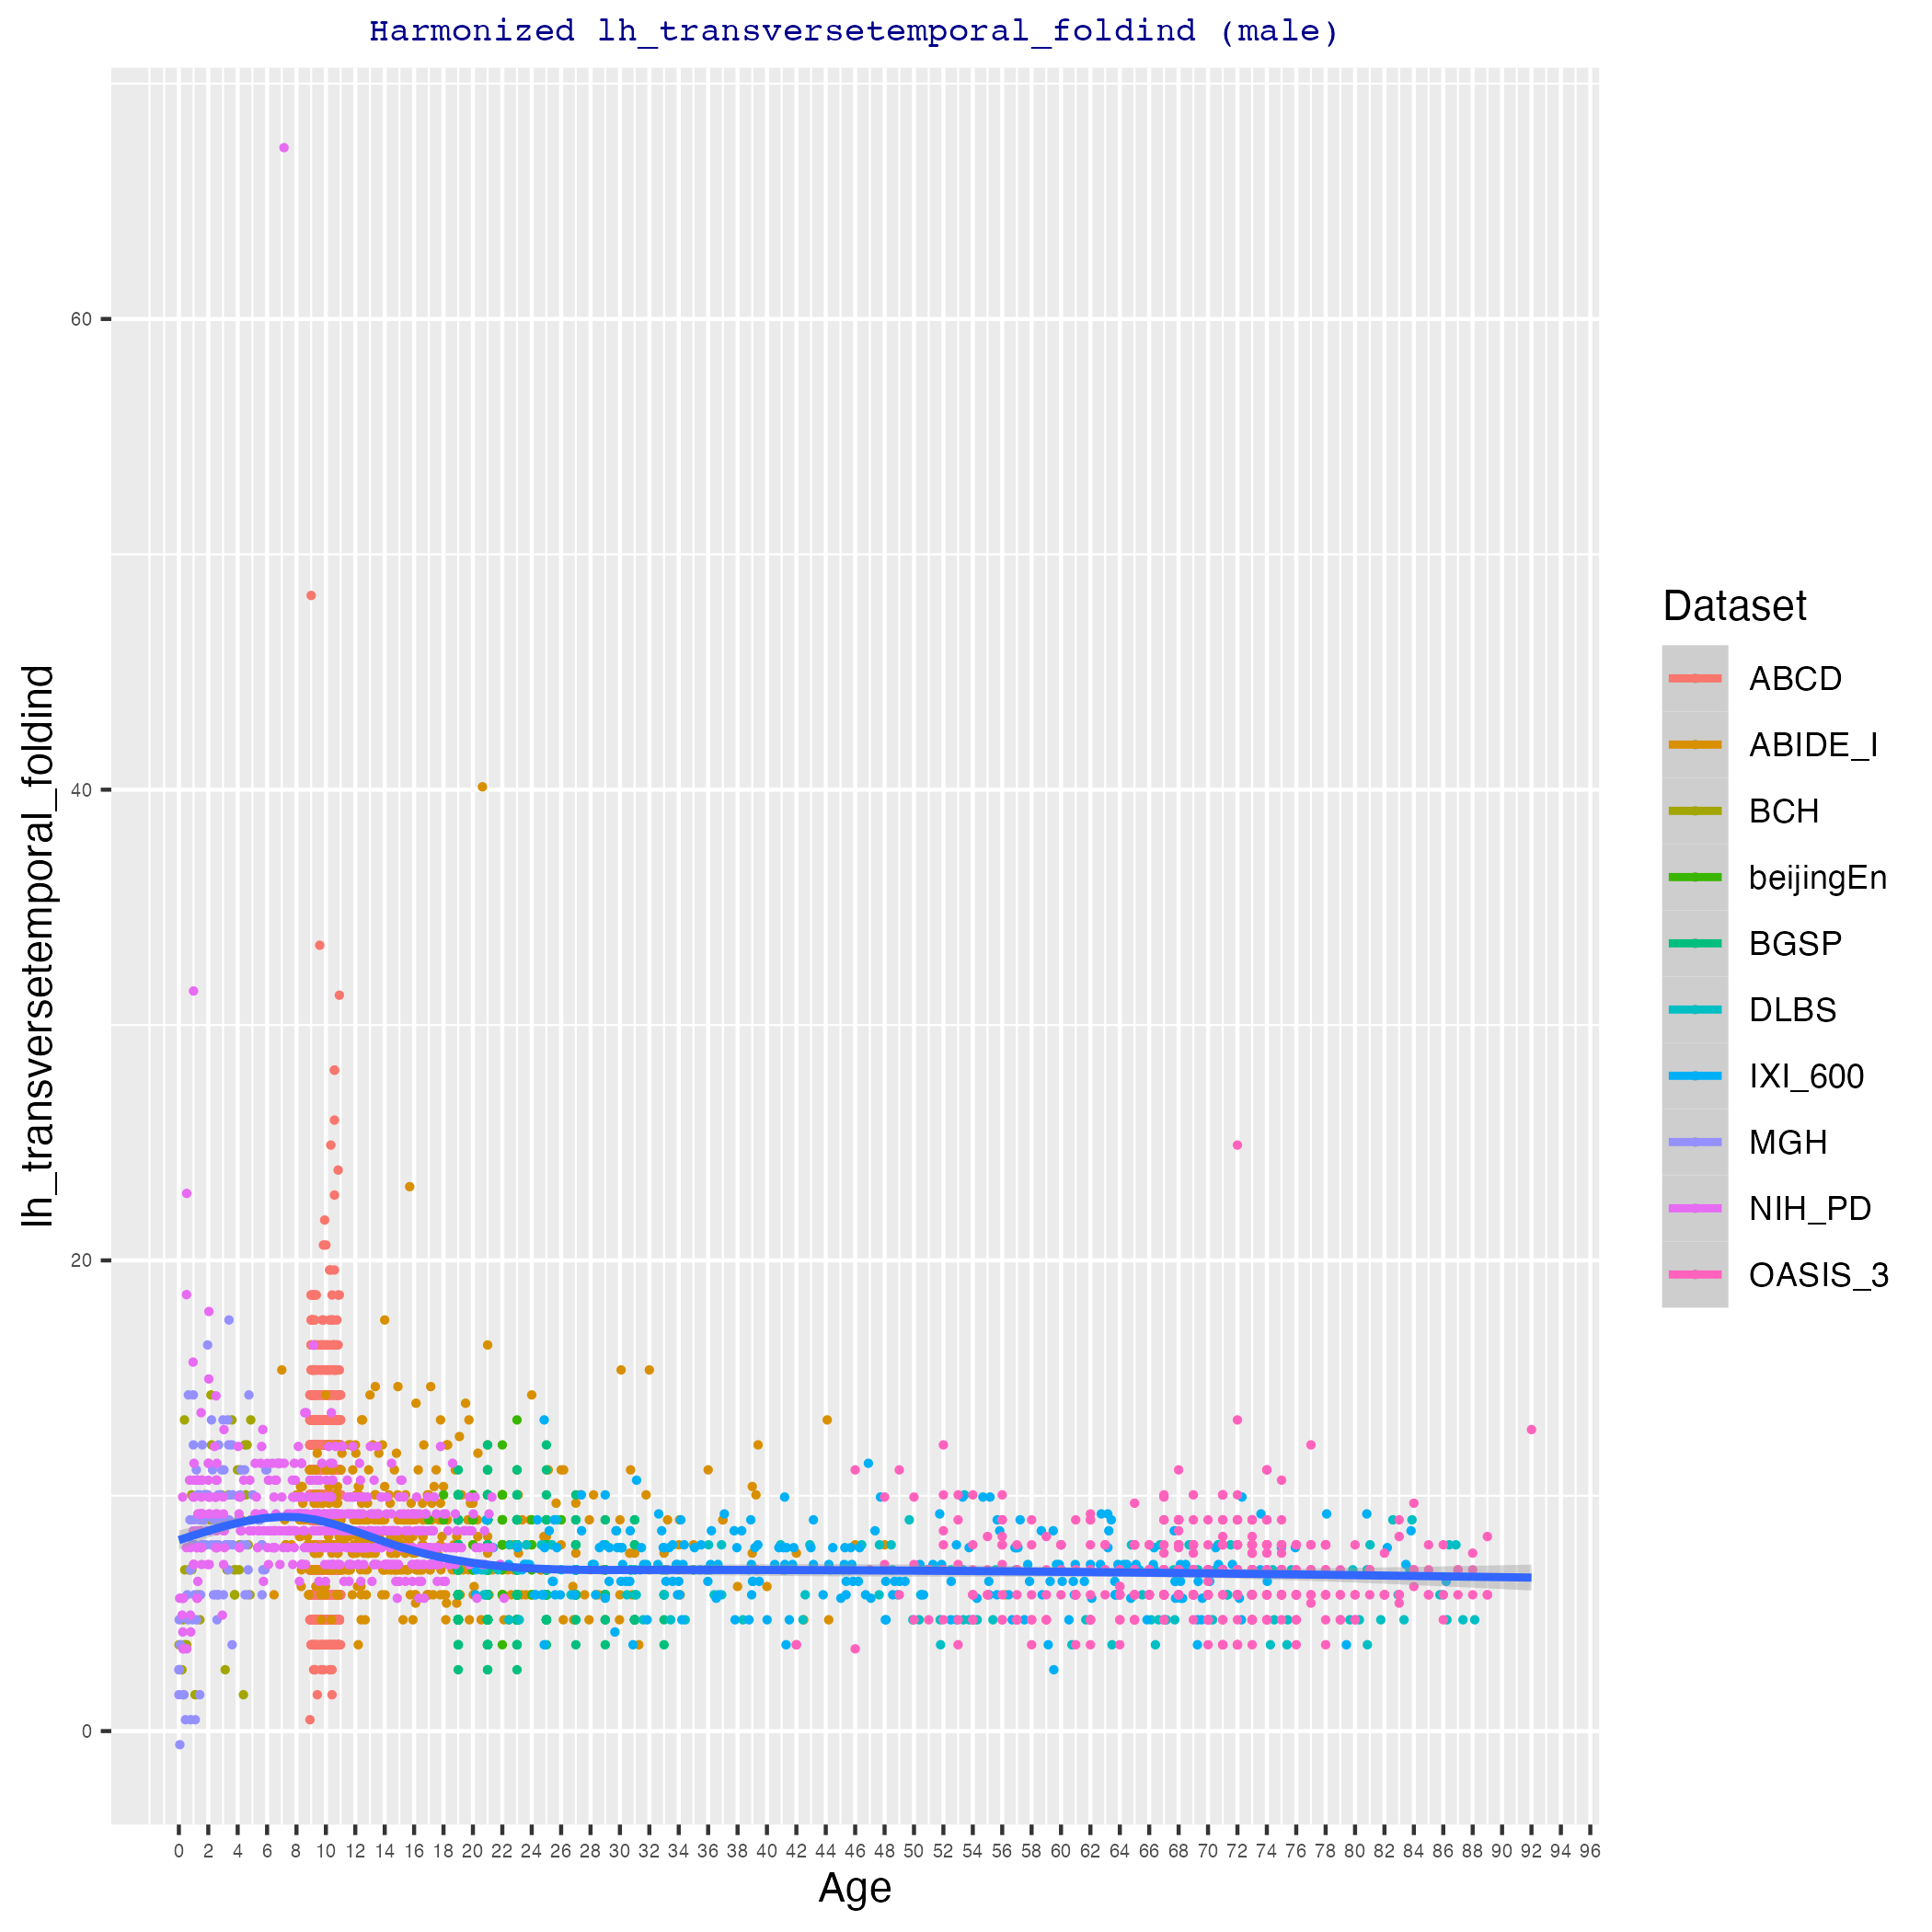 Harmonized lh_transversetemporal_foldind (male)
lh_transversetemporal_foldind
60
40
20
0
0 2 4 6 8 10 12 14 16 18 20 22 24 26 28 30 32 34 36 38 40 42 44 46 48 50 52 54 56 58 60 62 64 66 68 70 72 74 76 78 80 82 84 86 88 90 92 94 96
Age
Dataset
ABCD
ABIDE_I
BCH
beijingEn
BGSP
DLBS
IXI_600
MGH
NIH_PD
OASIS_3